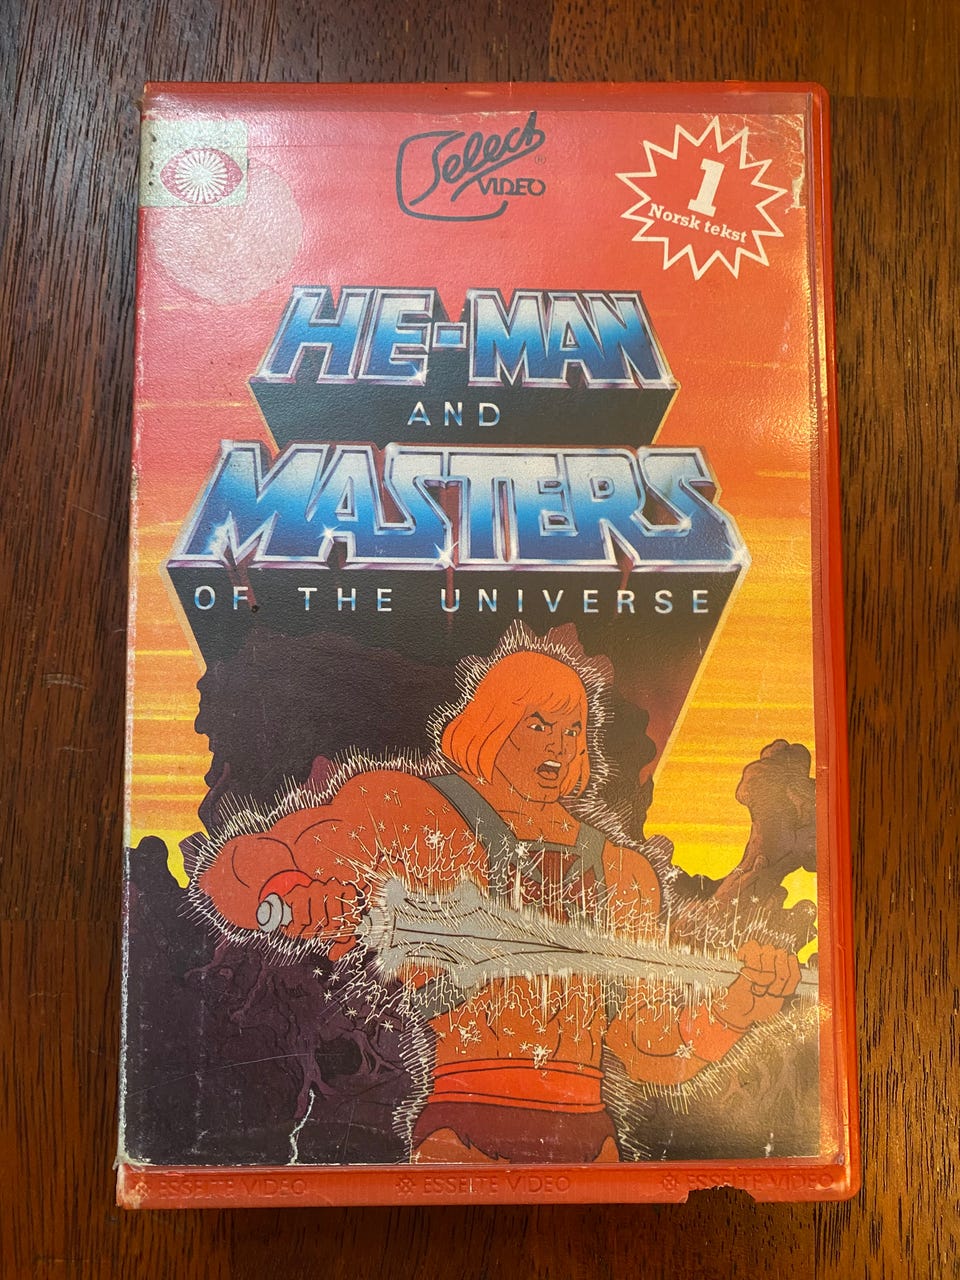 Select®
VIDEO
1
Norsk tekst
HE-MAN
AND
MASTERS
OF THE UNIVERSE
ESSELTE VIDEO ESSELTE VIDEO ESSELTE VIDEO